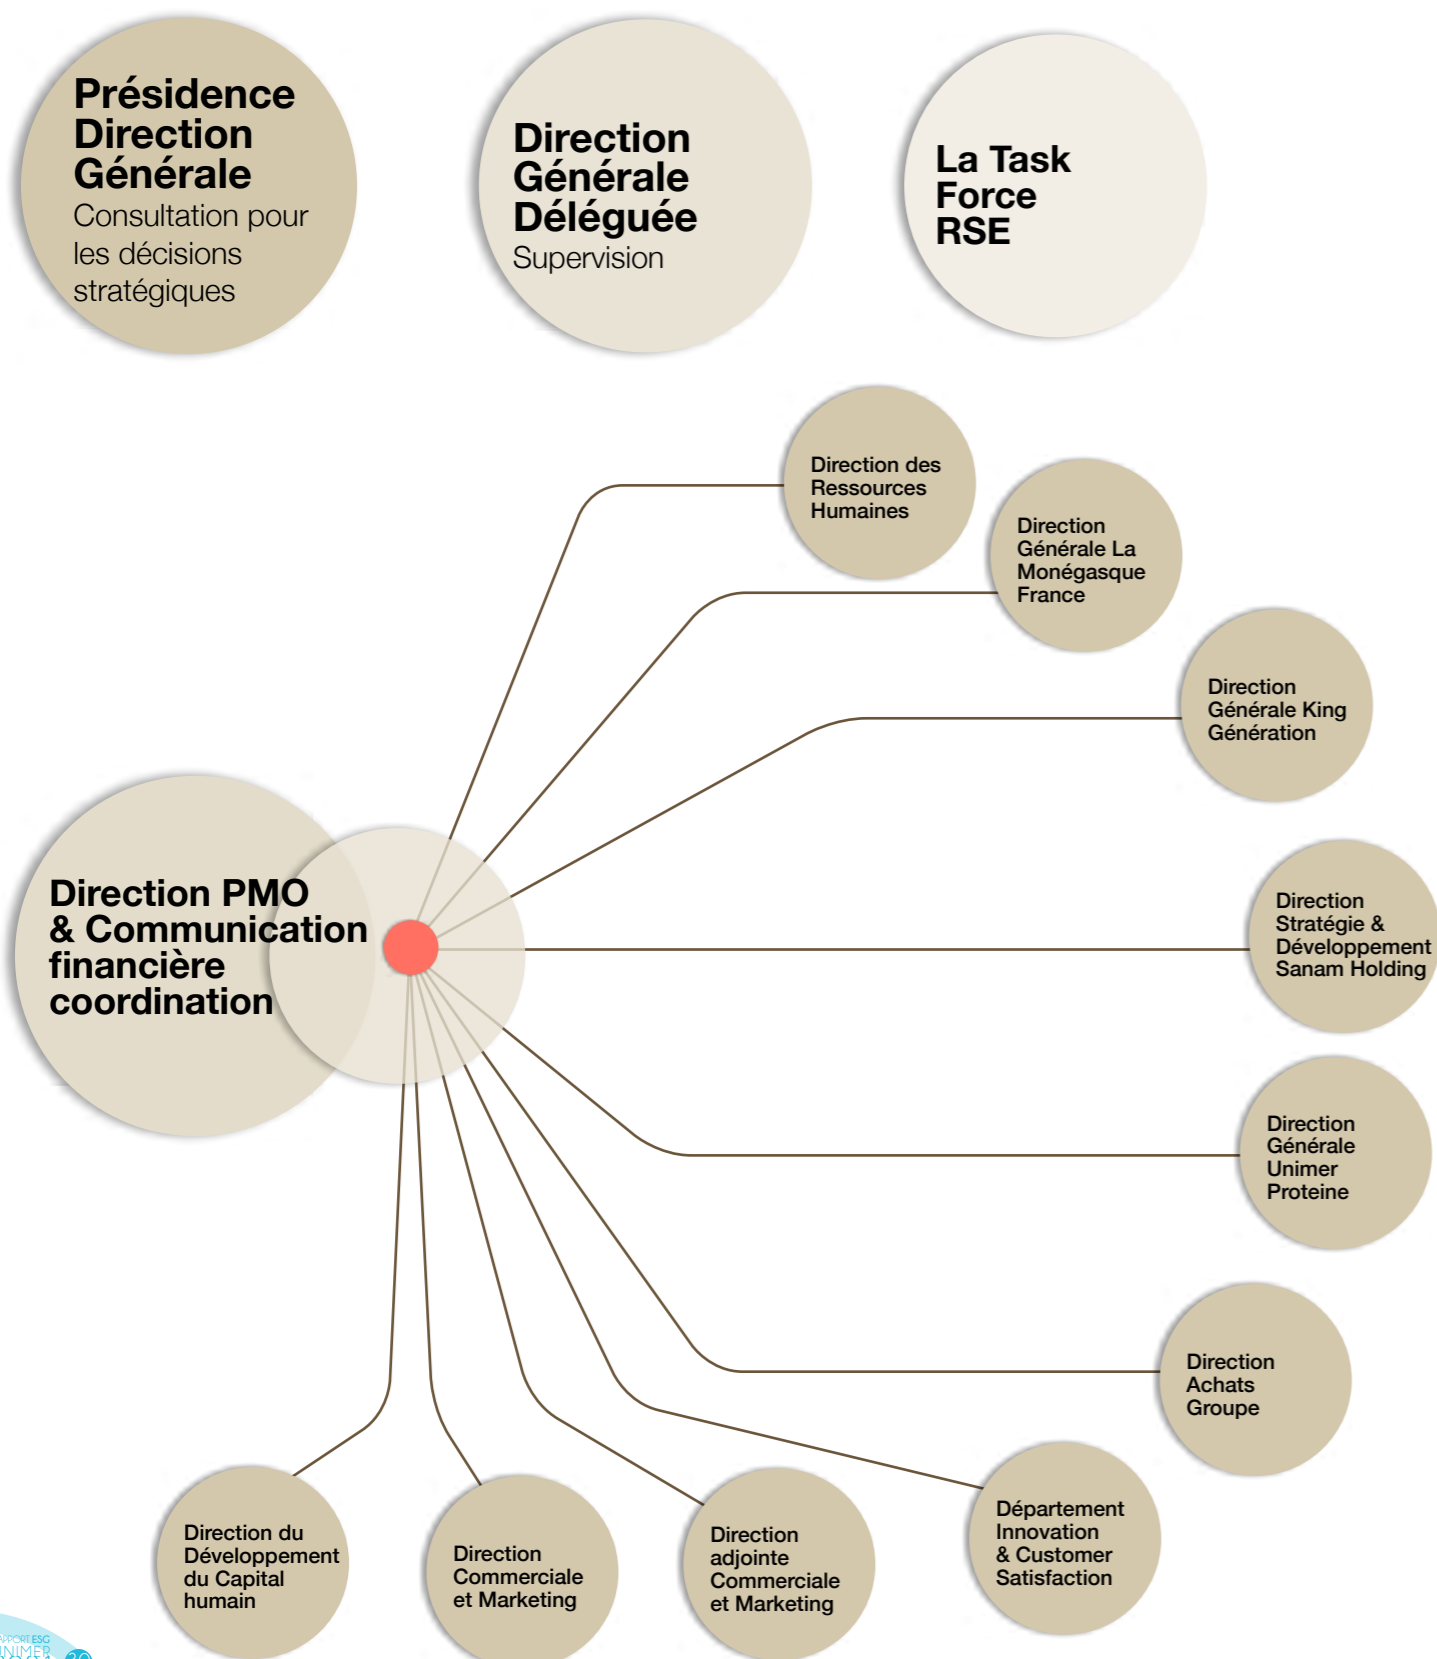 Présidence
Direction
Générale
Consultation pour
les décisions
stratégiques
Direction
Générale
Déléguée
Supervision
La Task
Force
RSE
Direction des
Ressources
Humaines
Direction
Générale La
Monégasque
France
Direction
Générale King
Génération
Direction PMO
& Communication
financière
coordination
Direction
Stratégie &
Développement
Sanam Holding
Direction
Générale
Unimer
Proteine
Direction
Achats
Groupe
Département
Innovation
& Customer
Satisfaction
Direction
adjointe
Commerciale
et Marketing
Direction
Commerciale
et Marketing
Direction du
Développement
du Capital
humain
ESG